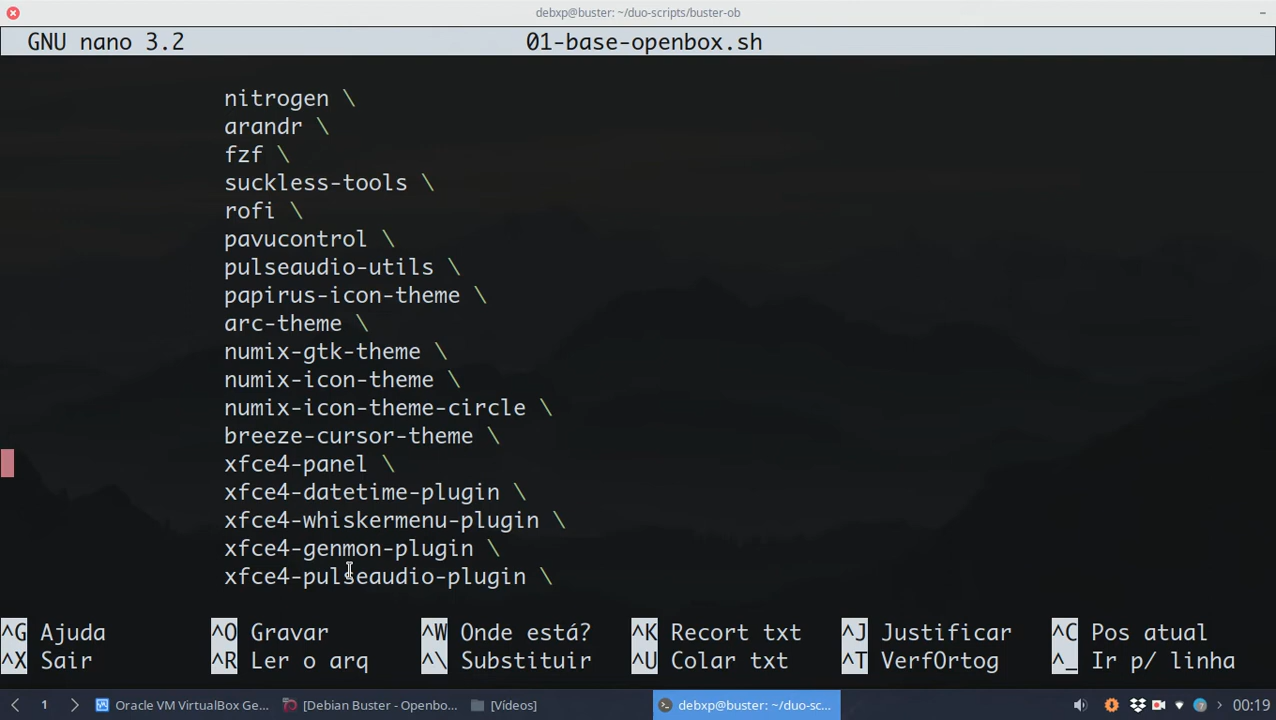 debxp@buster: ~/duo-scripts/buster-ob
GNU nano 3.2 01-base-openbox.sh
nitrogen \
arandr \
fzf \
suckless-tools \
rofi \
pavucontrol \
pulseaudio-utils \
papirus-icon-theme \
arc-theme \
numix-gtk-theme \
numix-icon-theme \
numix-icon-theme-circle \
breeze-cursor-theme \
xfce4-panel \
xfce4-datetime-plugin \
xfce4-whiskermenu-plugin \
xfce4-genmon-plugin \
xfce4-pulseaudio-plugin \
^G Ajuda ^O Gravar ^W Onde está? ^K Recort txt ^J Justificar ^C Pos atual
^X Sair ^R Ler o arq ^\ Substituir ^U Colar txt ^T VerfOrtog ^_ Ir p/ linha
1 Oracle VM VirtualBox Ge... [Debian Buster - Openbo... [Vídeos] debxp@buster: ~/duo-sc... 00:19